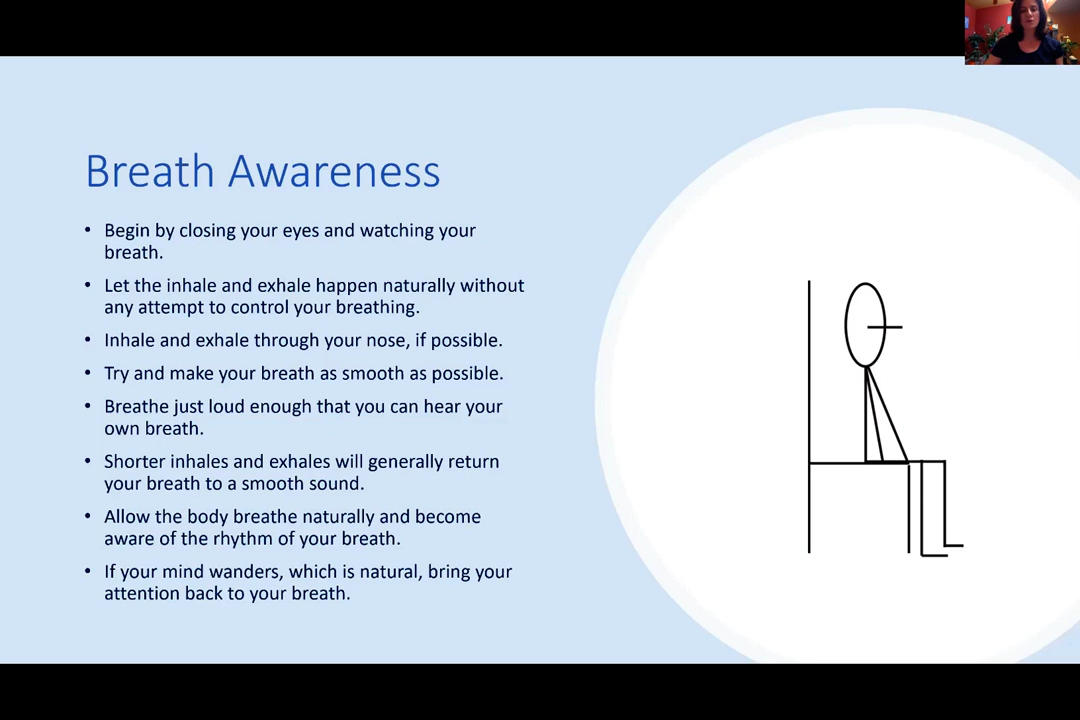 Breath Awareness
• Begin by closing your eyes and watching your
breath.
• Let the inhale and exhale happen naturally without
any attempt to control your breathing.
• Inhale and exhale through your nose, if possible.
• Try and make your breath as smooth as possible.
• Breathe just loud enough that you can hear your
own breath.
• Shorter inhales and exhales will generally return
your breath to a smooth sound.
• Allow the body breathe naturally and become
aware of the rhythm of your breath.
• If your mind wanders, which is natural, bring your
attention back to your breath.